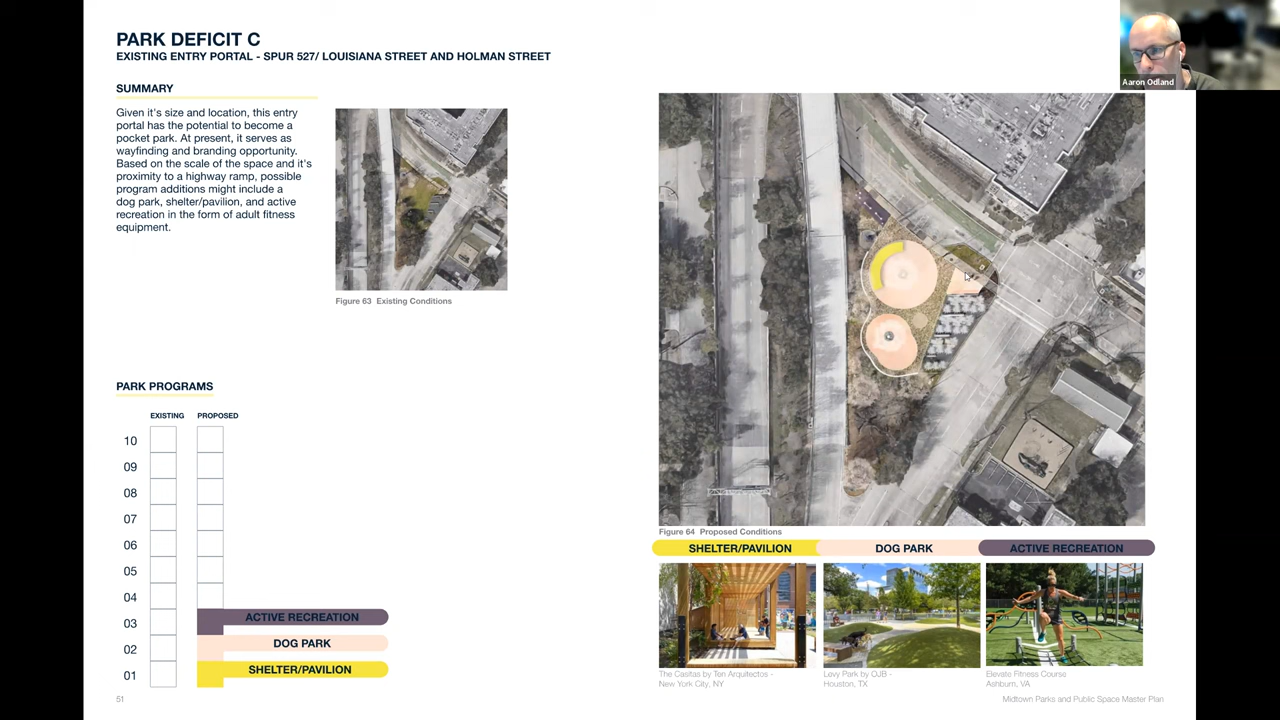 PARK DEFICIT C
EXISTING ENTRY PORTAL - SPUR 527/ LOUISIANA STREET AND HOLMAN STREET
Aaron Odland
SUMMARY
Given it's size and location, this entry
portal has the potential to become a
pocket park. At present, it serves as
wayfinding and branding opportunity.
Based on the scale of the space and it's
proximity to a highway ramp, possible
program additions might include a
dog park, shelter/pavilion, and active
recreation in the form of adult fitness
equipment.
Figure 63 Existing Conditions
PARK PROGRAMS
EXISTING PROPOSED
10
09
08
07
06
05
04
03 ACTIVE RECREATION
02 DOG PARK
01 SHELTER/PAVILION
Figure 64 Proposed Conditions
SHELTER/PAVILION DOG PARK ACTIVE RECREATION
The Casitas by Ten Arquitectos -
New York City, NY
Levy Park by OJB -
Houston, TX
Elevate Fitness Course
Ashburn, VA
51
Midtown Parks and Public Space Master Plan